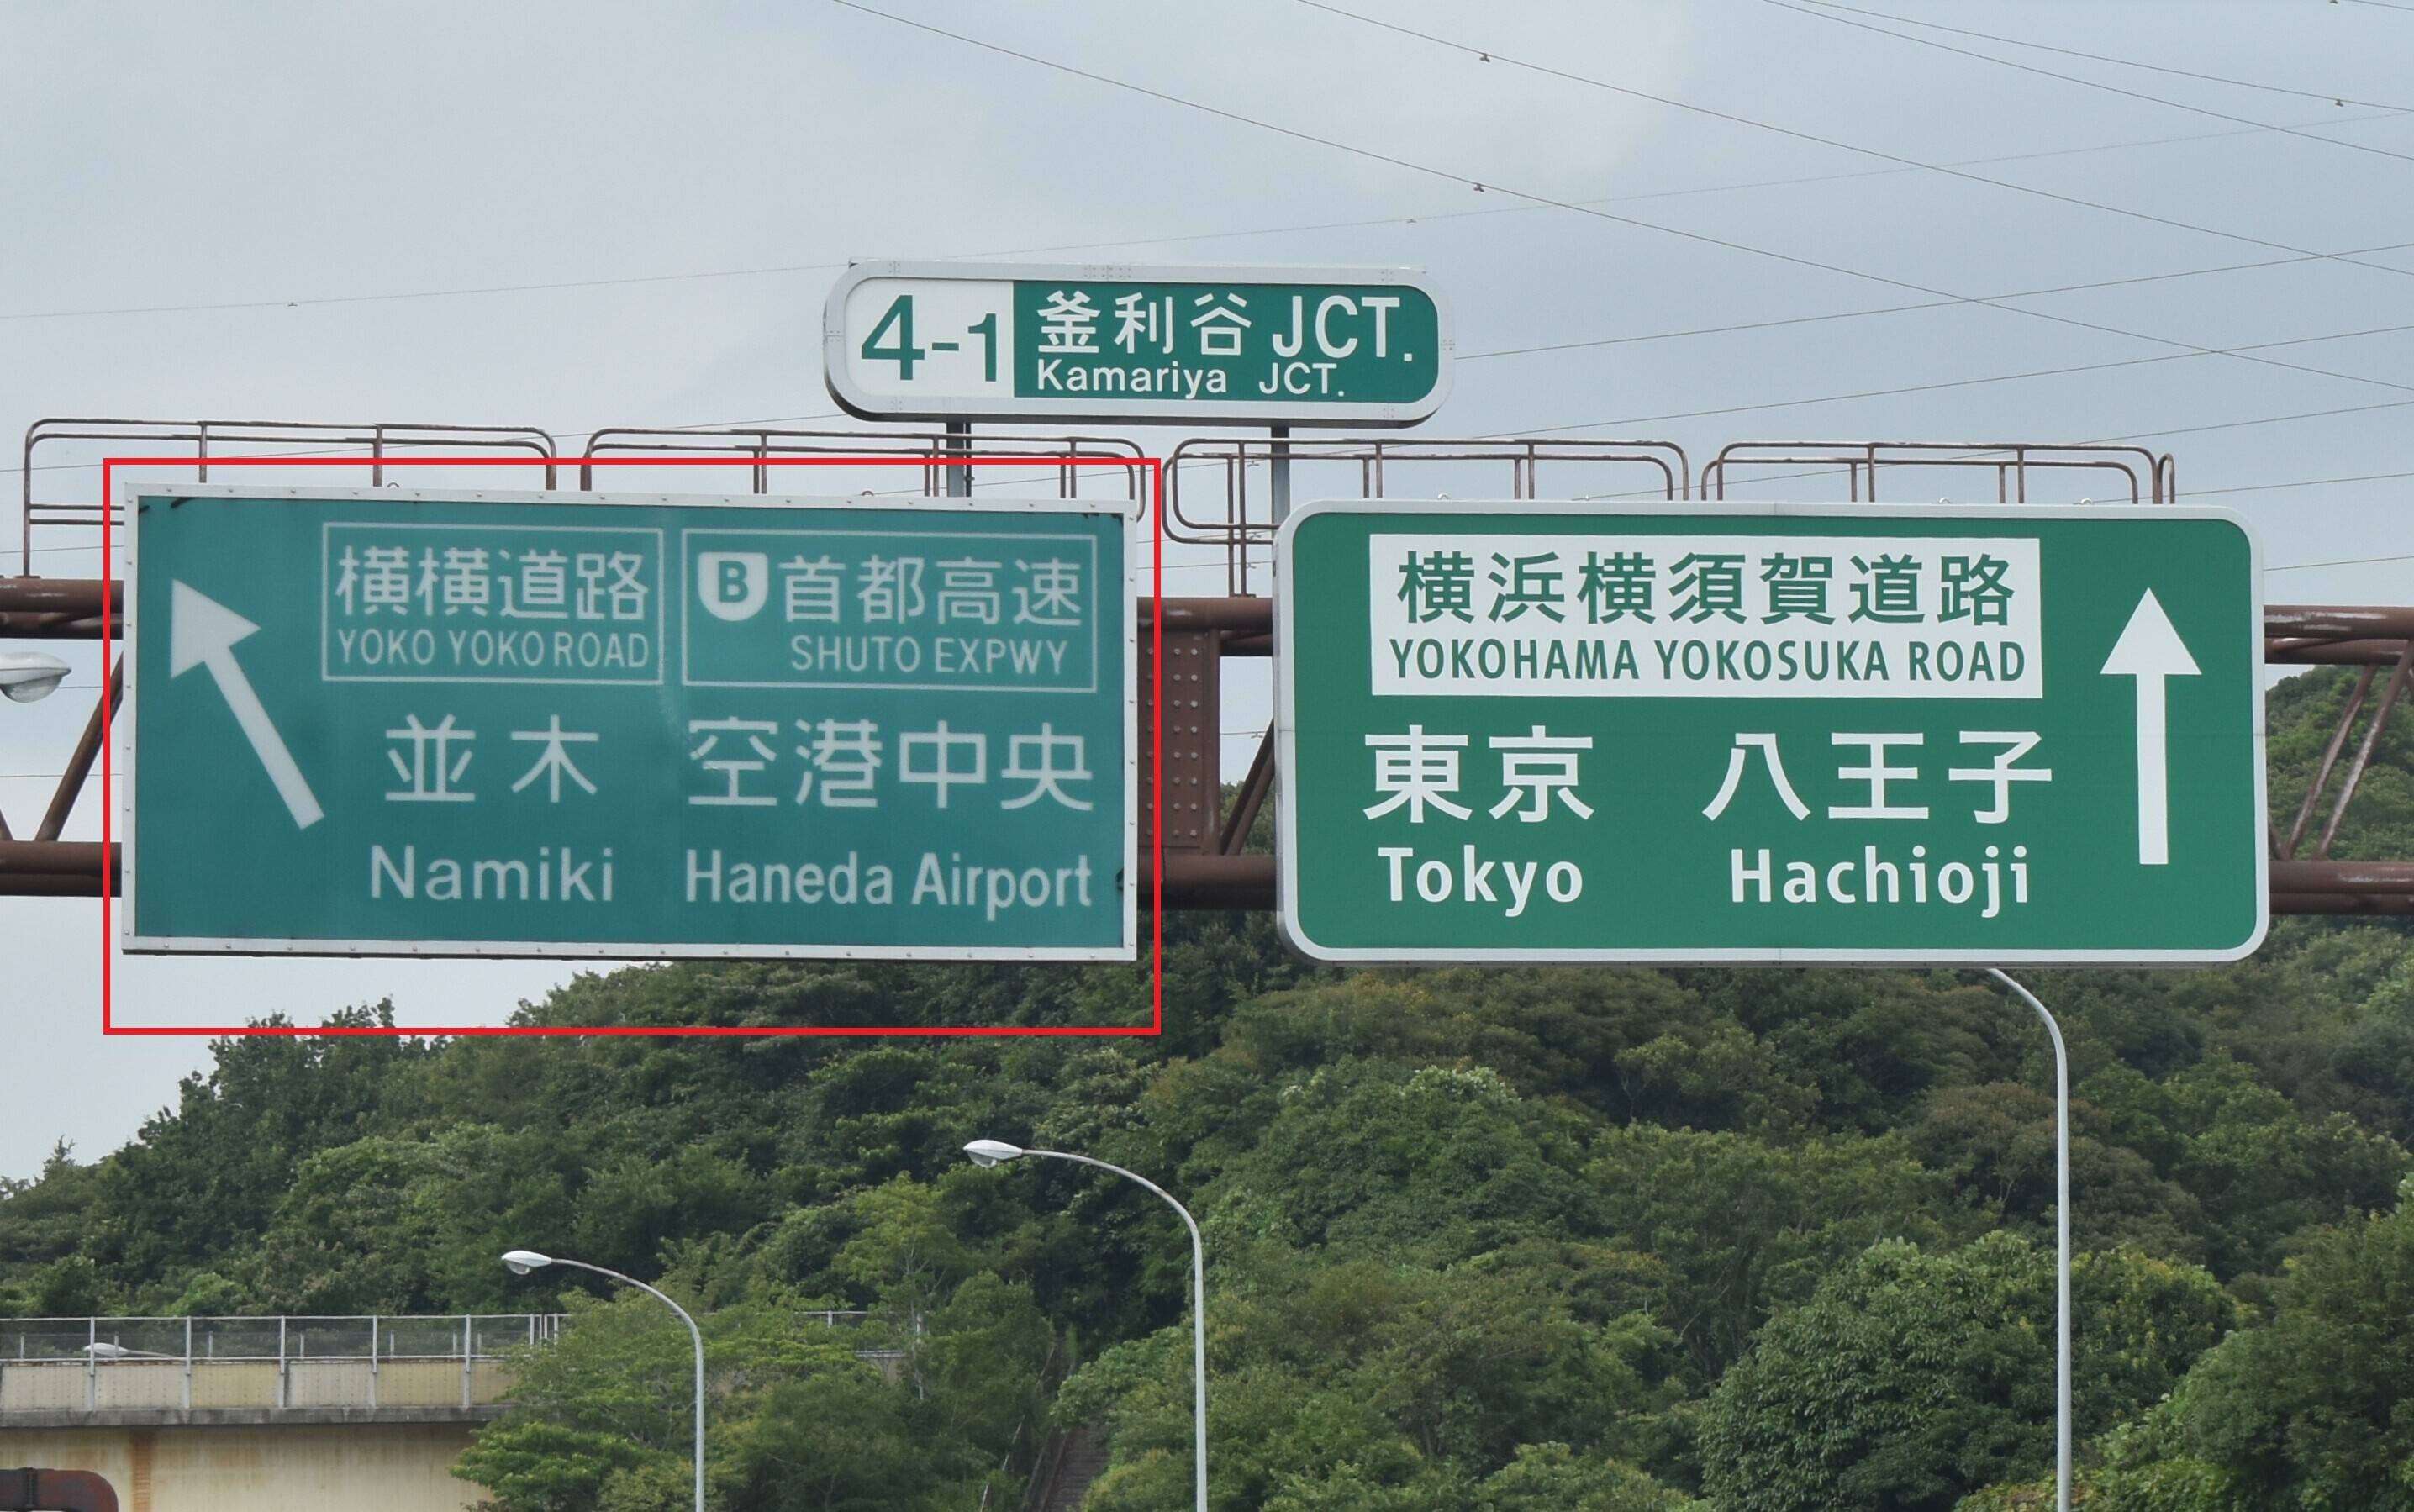 4-1 釜利谷 JCT.
Kamariya JCT.
横横道路
YOKO YOKO ROAD
B 首都高速
SHUTO EXPWY
並木 空港中央
Namiki Haneda Airport
横浜横須賀道路
YOKOHAMA YOKOSUKA ROAD
東京 八王子
Tokyo Hachioji